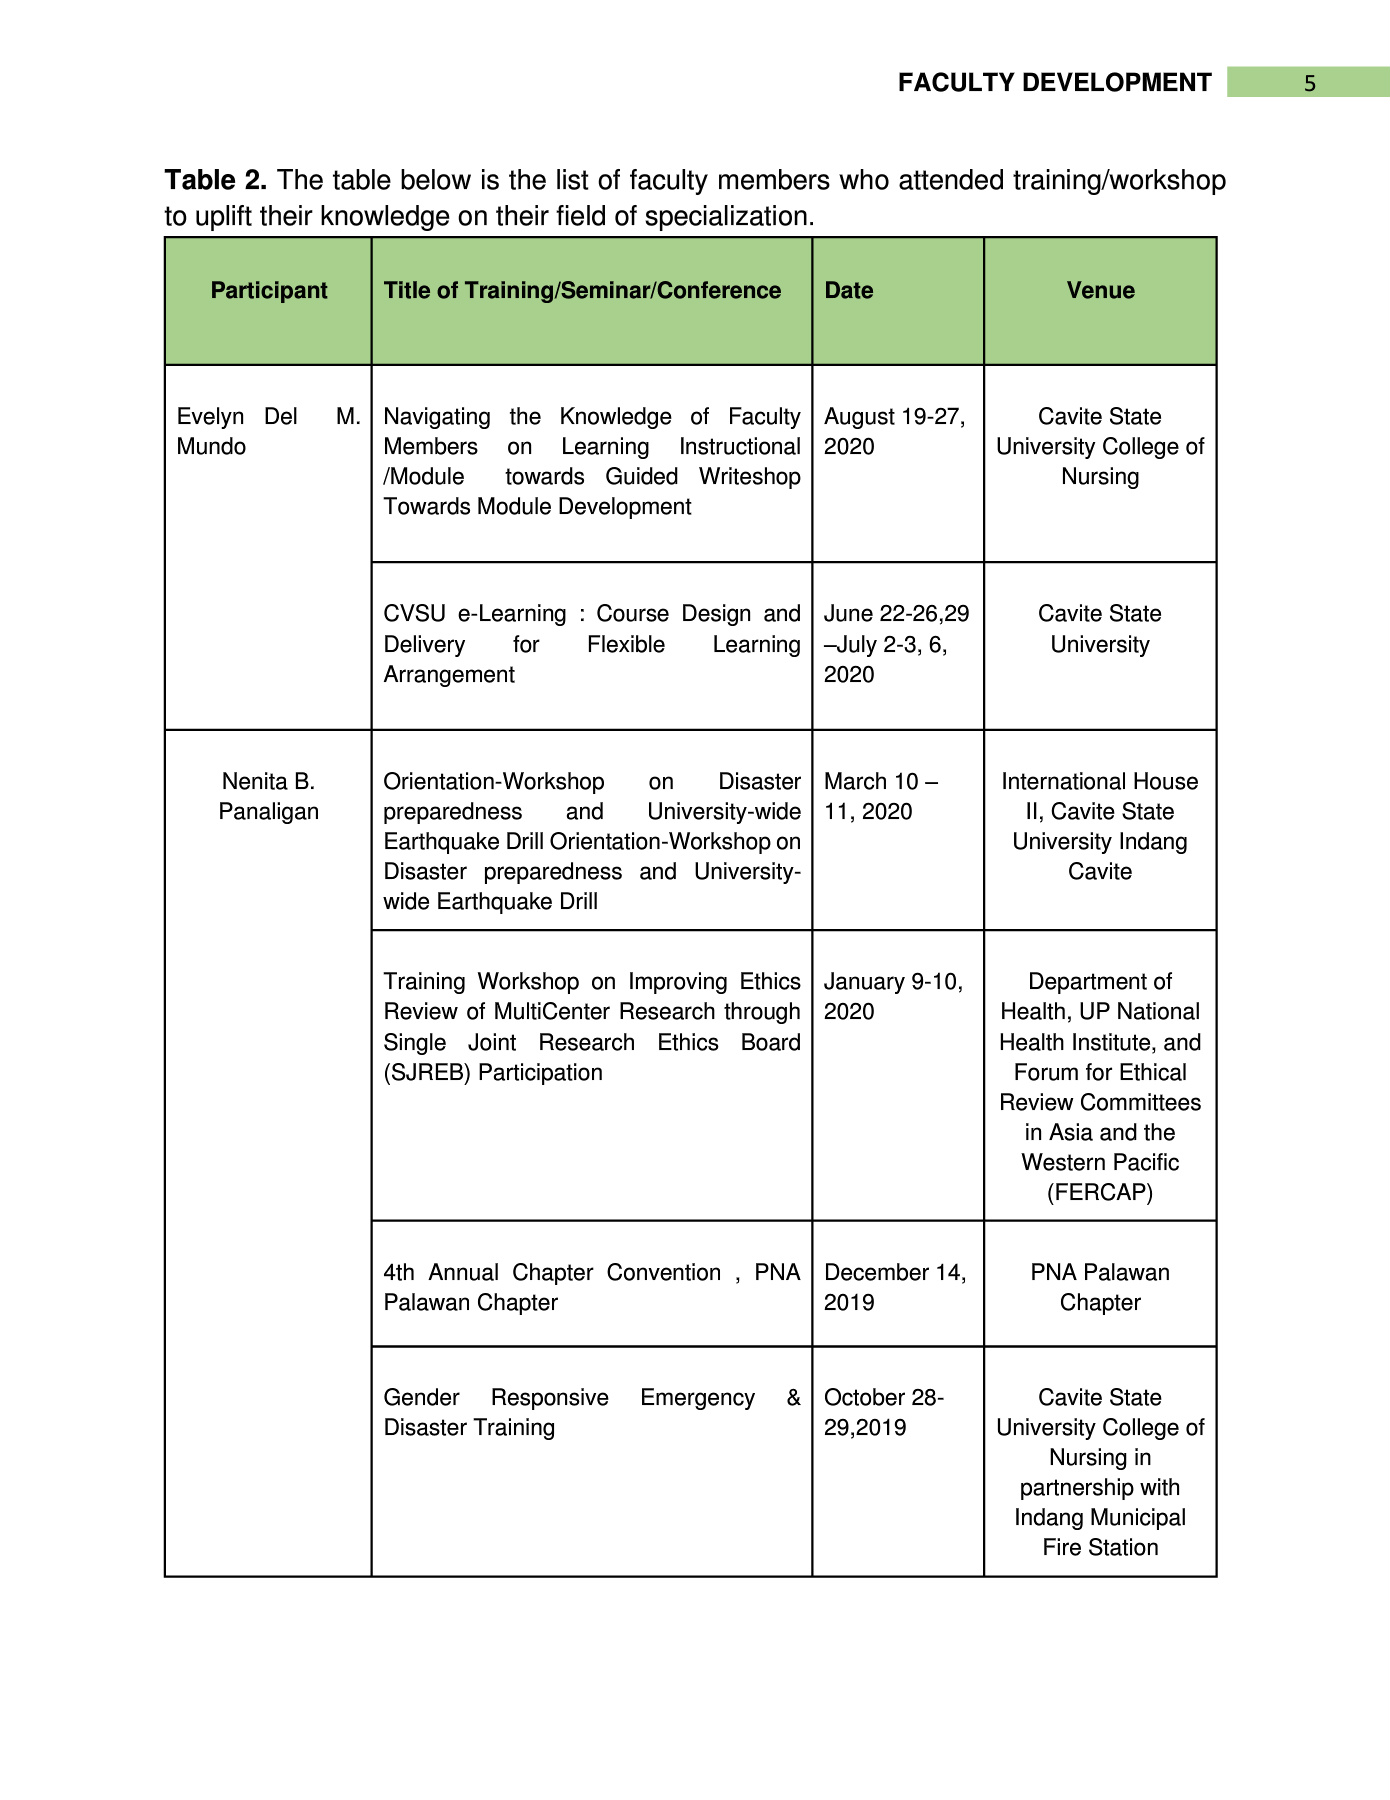 FACULTY DEVELOPMENT 5
Table 2. The table below is the list of faculty members who attended training/workshop
to uplift their knowledge on their field of specialization.
Participant
Title of Training/Seminar/Conference
Date
Venue
Evelyn Del M.
Mundo
Navigating the Knowledge of Faculty
Members on Learning Instructional
/Module towards Guided Writeshop
Towards Module Development
August 19-27,
2020
Cavite State
University College of
Nursing
CVSU e-Learning : Course Design and
Delivery for Flexible Learning
Arrangement
June 22-26,29
–July 2-3, 6,
2020
Cavite State
University
Nenita B.
Panaligan
Orientation-Workshop on Disaster
preparedness and University-wide
Earthquake Drill Orientation-Workshop on
Disaster preparedness and University-
wide Earthquake Drill
March 10 –
11, 2020
International House
II, Cavite State
University Indang
Cavite
Training Workshop on Improving Ethics
Review of MultiCenter Research through
Single Joint Research Ethics Board
(SJREB) Participation
January 9-10,
2020
Department of
Health, UP National
Health Institute, and
Forum for Ethical
Review Committees
in Asia and the
Western Pacific
(FERCAP)
4th Annual Chapter Convention , PNA
Palawan Chapter
December 14,
2019
PNA Palawan
Chapter
Gender Responsive Emergency &
Disaster Training
October 28-
29,2019
Cavite State
University College of
Nursing in
partnership with
Indang Municipal
Fire Station